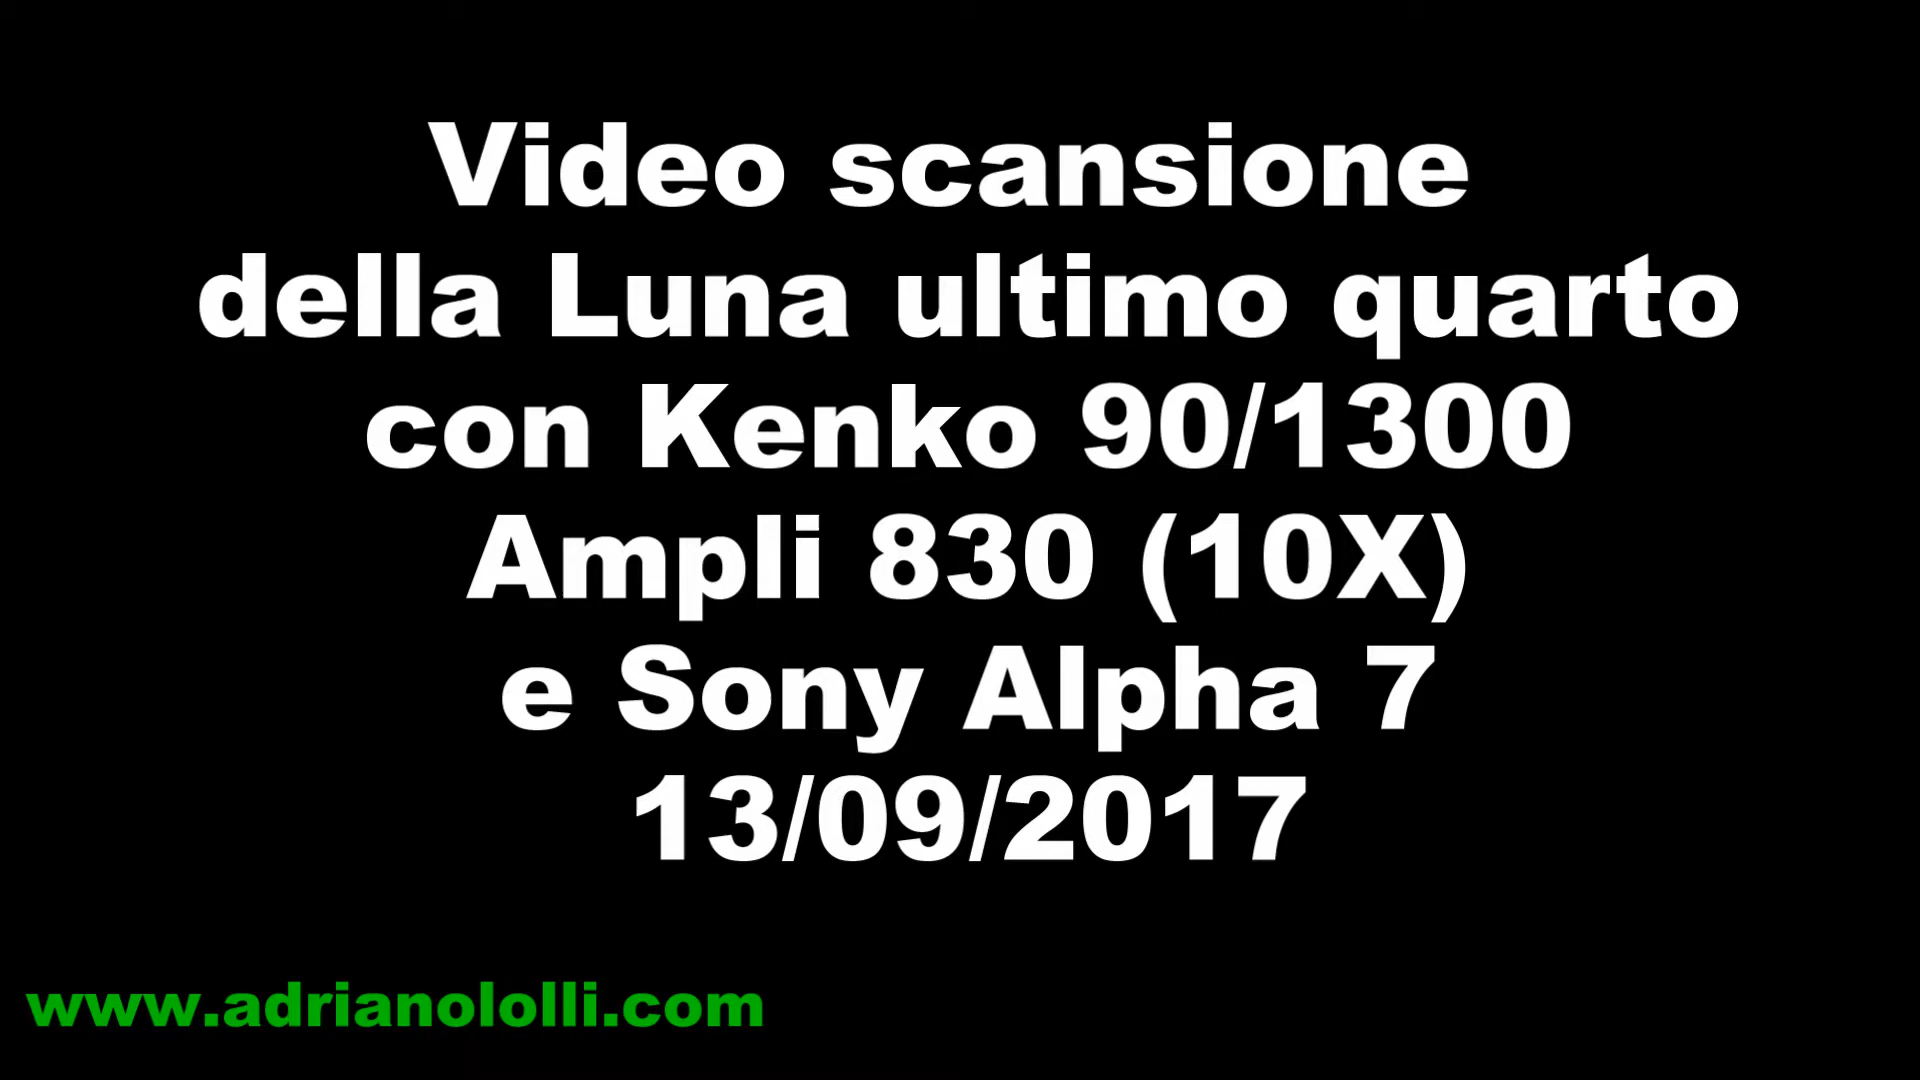 Video scansione
della Luna ultimo quarto
con Kenko 90/1300
Ampli 830 (10X)
e Sony Alpha 7
13/09/2017
www.adrianololli.com